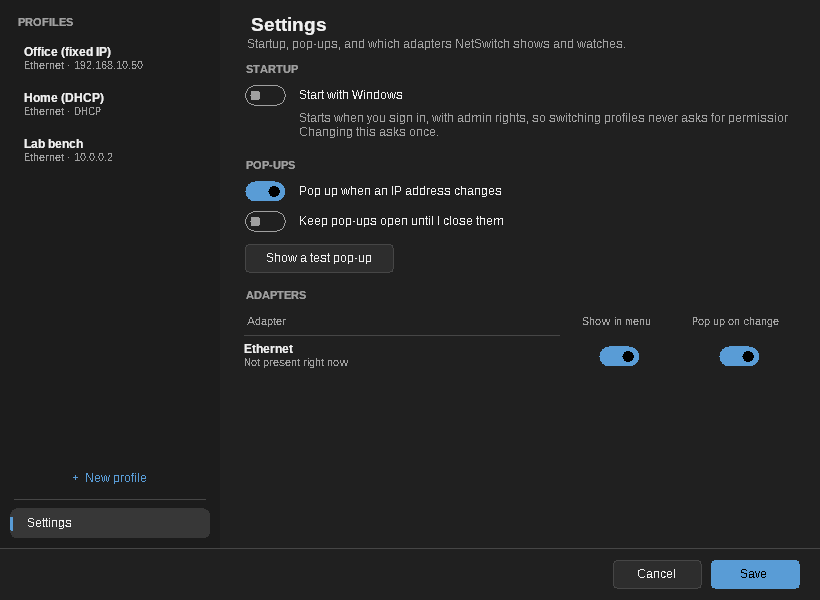 PROFILES
Office (fixed IP)
Ethernet · 192.168.10.50
Home (DHCP)
Ethernet · DHCP
Lab bench
Ethernet · 10.0.0.2
+ New profile
Settings
Settings
Startup, pop-ups, and which adapters NetSwitch shows and watches.
STARTUP
Start with Windows
Starts when you sign in, with admin rights, so switching profiles never asks for permissior
Changing this asks once.
POP-UPS
Pop up when an IP address changes
Keep pop-ups open until I close them
Show a test pop-up
ADAPTERS
Adapter Show in menu Pop up on change
Ethernet
Not present right now
Cancel Save